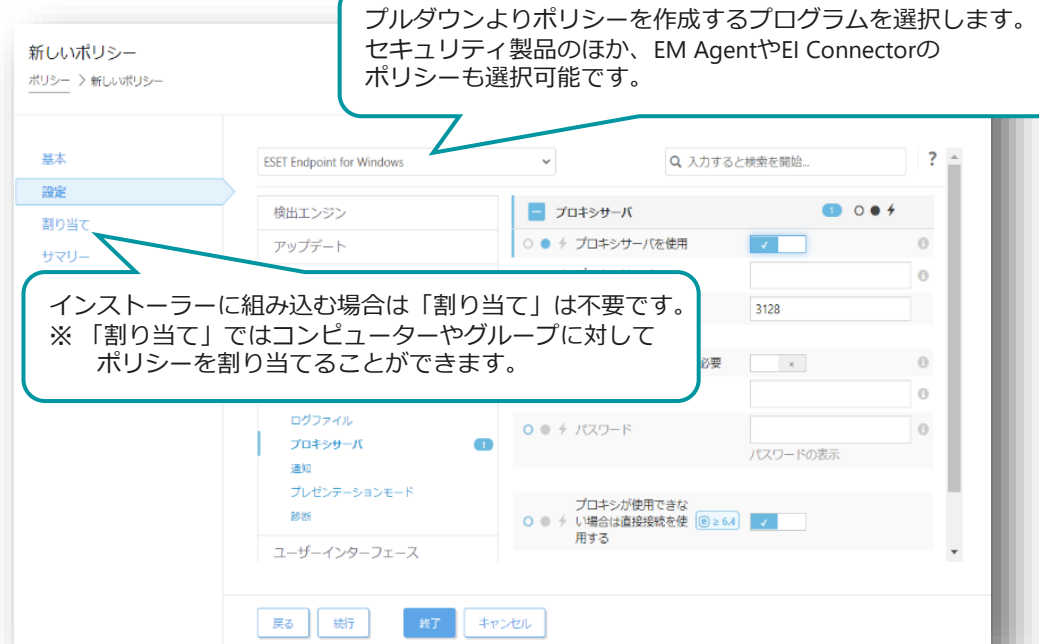 プルダウンよりポリシーを作成するプログラムを選択します。
セキュリティ製品のほか、EM AgentやEI Connectorの
ポリシーも選択可能です。
新しいポリシー
ポリシー > 新しいポリシー
基本
設定
割り当て
サマリー
ESET Endpoint for Windows
入力すると検索を開始...
?
検出エンジン
アップデート
プロキシサーバ
1
プロキシサーバを使用
3128
インストーラーに組み込む場合は「割り当て」は不要です。
※ 「割り当て」ではコンピューターやグループに対して
ポリシーを割り当てることができます。
必要
ログファイル
プロキシサーバ
1
通知
プレゼンテーションモード
診断
ユーザーインターフェース
パスワード
パスワードの表示
プロキシが使用できな
い場合は直接接続を使
用する
≥ 6.4
戻る
続行
終了
キャンセル